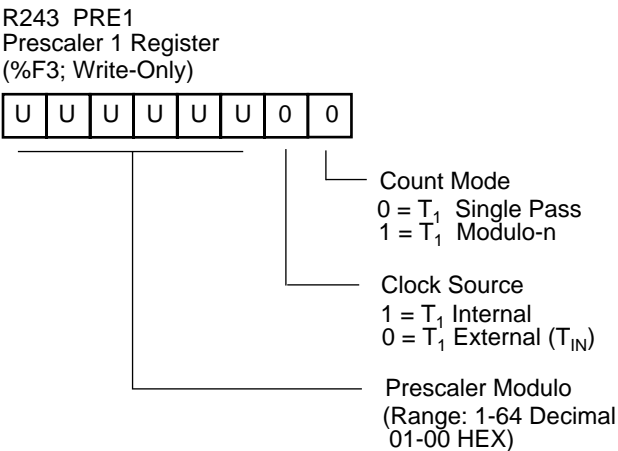 R243 PRE1
Prescaler 1 Register
(%F3; Write-Only)
U U U U U U 0 0
Count Mode
0 = T1 Single Pass
1 = T1 Modulo-n
Clock Source
1 = T1 Internal
0 = T1 External (TIN)
Prescaler Modulo
(Range: 1-64 Decimal
01-00 HEX)